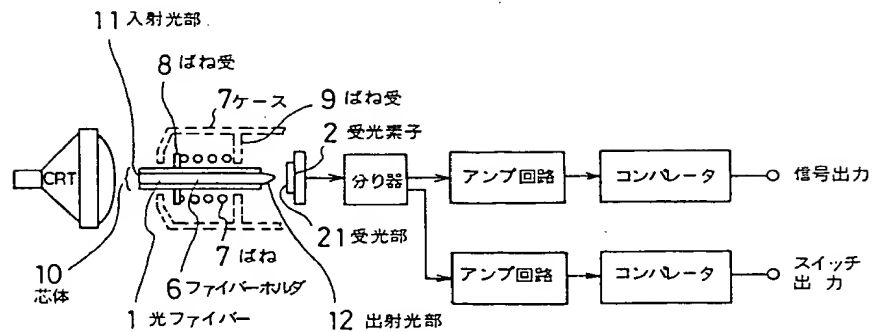 11 入射光部
8 ばね受
7 ケース
9 ばね受
2 受光素子
CRT
分り器
アンプ回路
コンパレータ
信号出力
21 受光部
7 ばね
10
芯体
6 ファイバーホルダ
1 光ファイバー
12 出射光部
アンプ回路
コンパレータ
スイッチ
出力